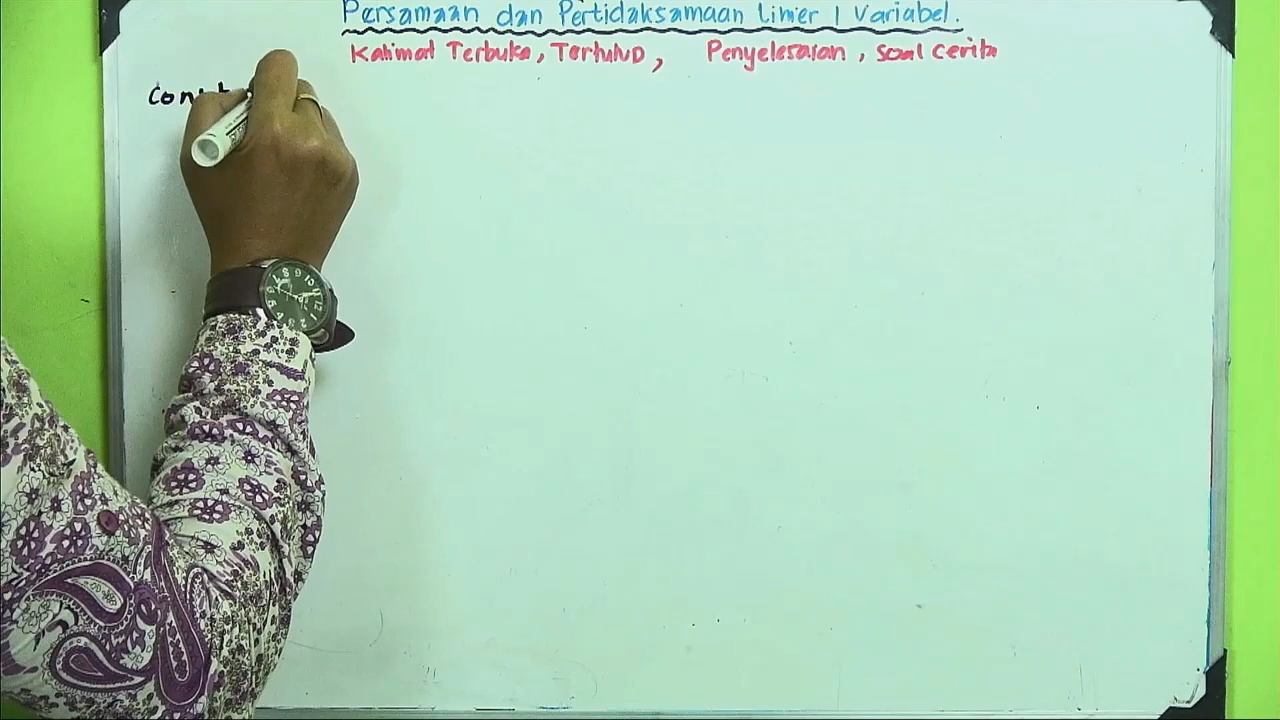 Persamaan dan Pertidaksamaan linier 1 Variabel.
Kalimat Terbuka, Tertutup, Penyelesaian, Soal Cerita